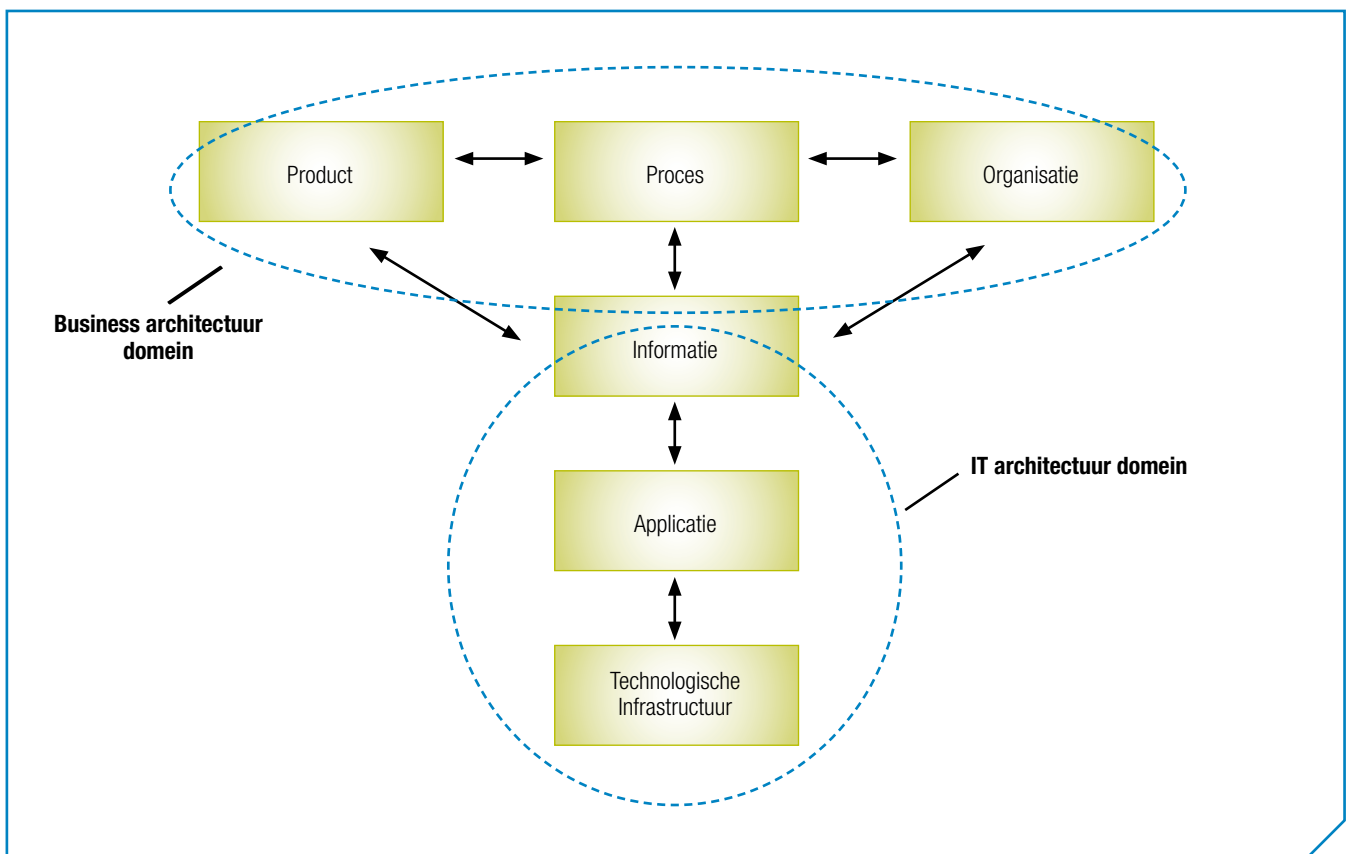 Product
Proces
Organisatie
Business architectuur
domein
Informatie
IT architectuur domein
Applicatie
Technologische
Infrastructuur